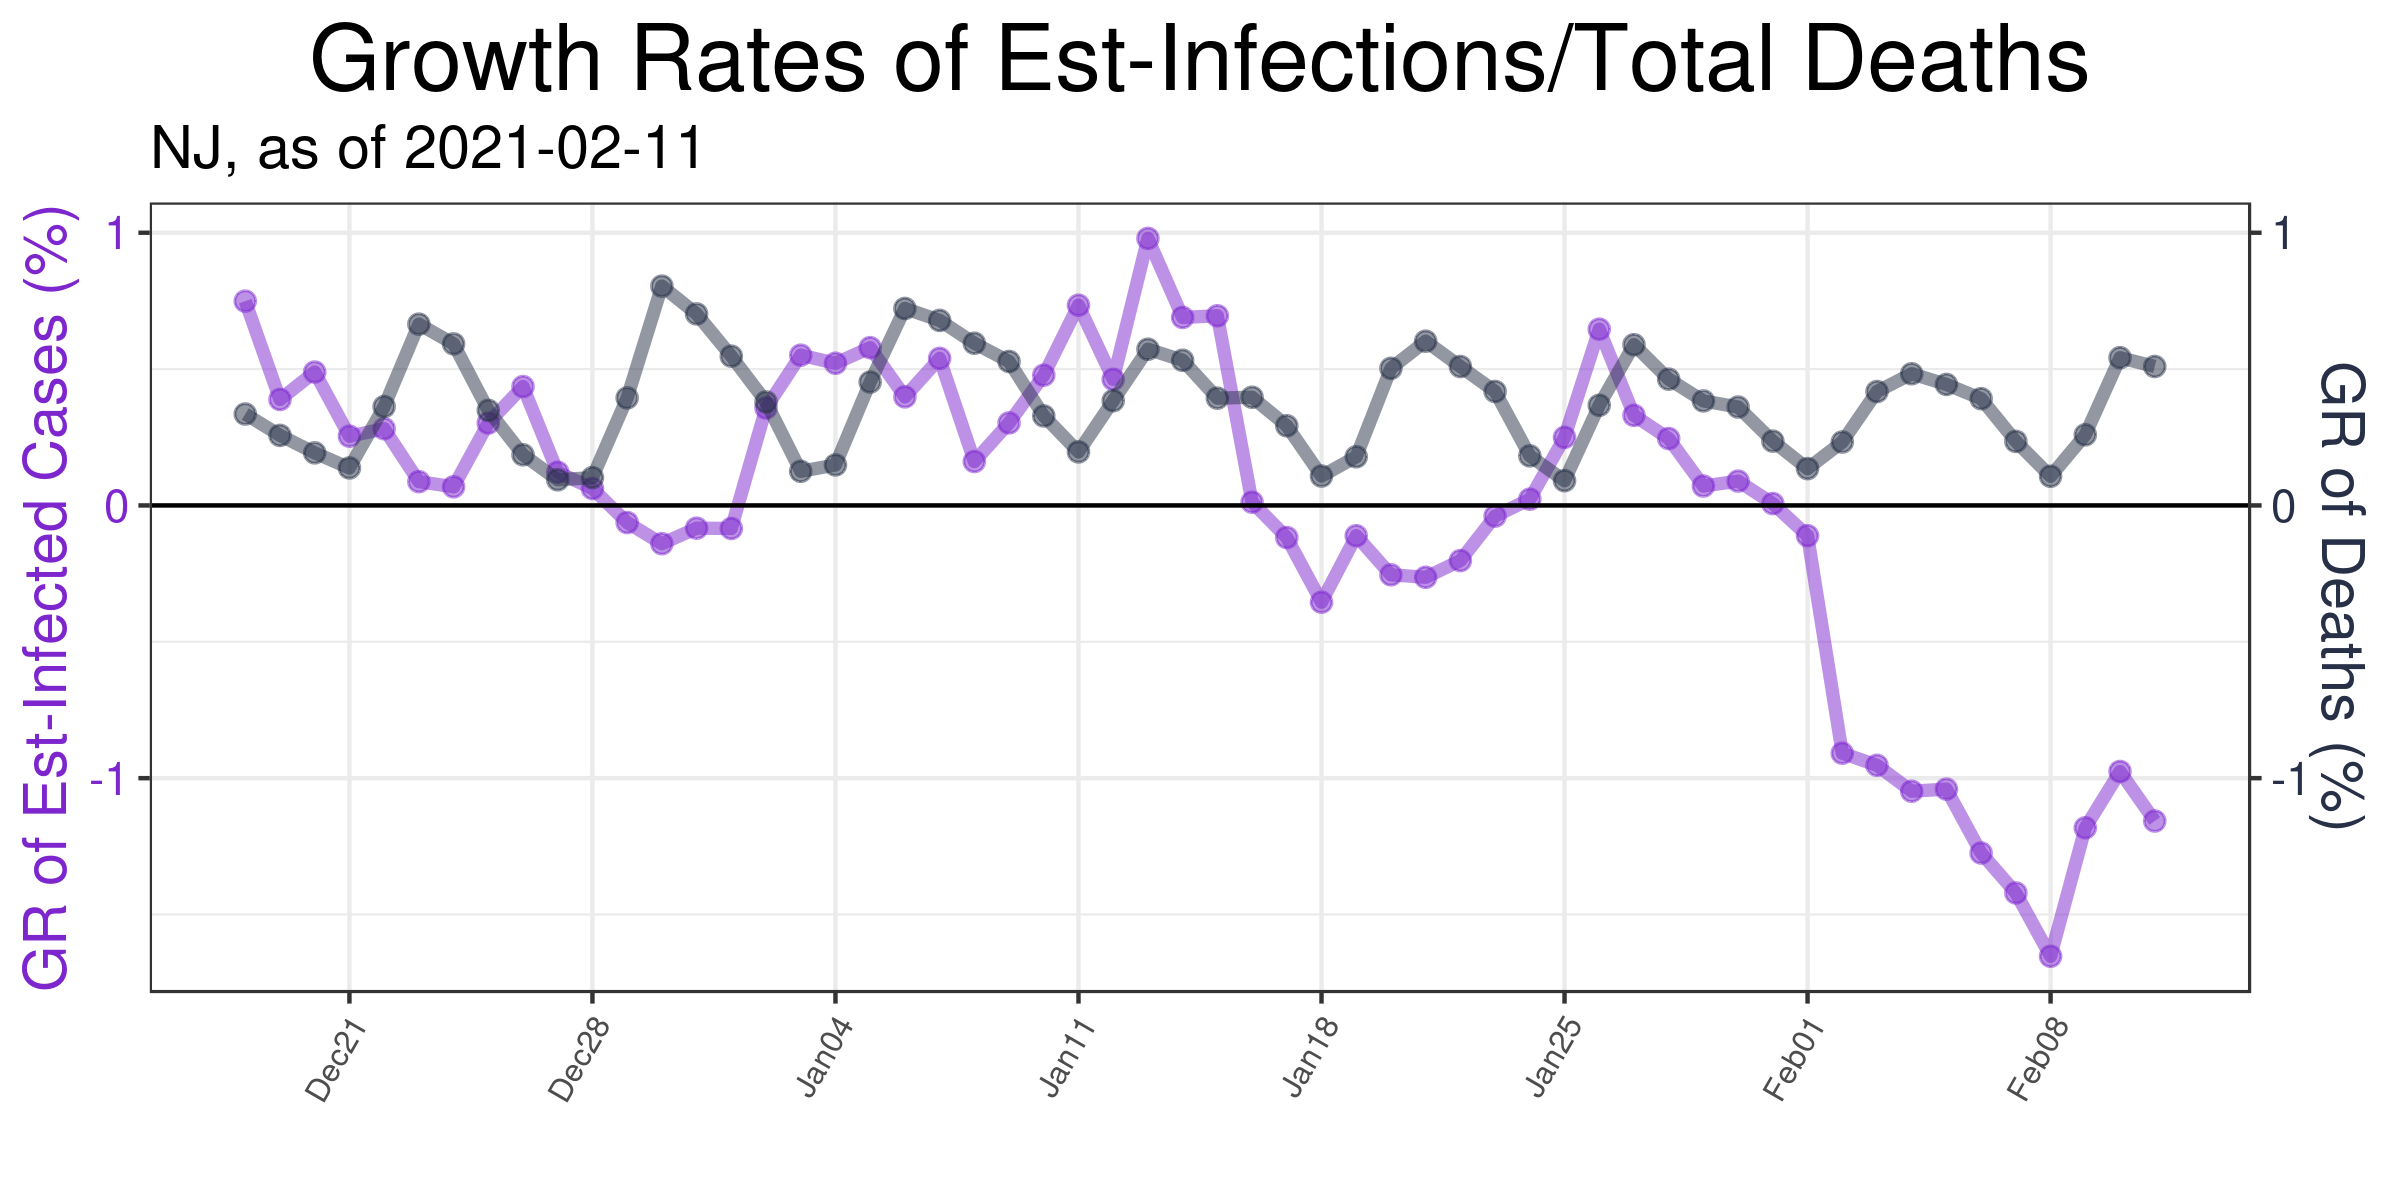 Growth Rates of Est-Infections/Total Deaths
NJ, as of 2021-02-11
GR of Est-Infected Cases (%)
1
0
-1
1
0
-1
GR of Deaths (%)
Dec21
Dec28
Jan04
Jan11
Jan18
Jan25
Feb01
Feb08